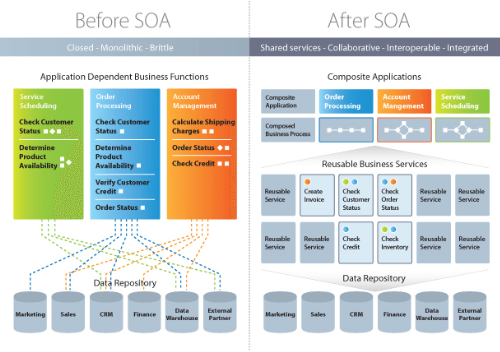 Before SOA
Closed - Monolithic - Brittle
Application Dependent Business Functions
Service
Scheduling
Check Customer
Status
Determine
Product
Availability
Order
Processing
Check Customer
Status
Determine
Product
Availability
Verify Customer
Credit
Order Status
Account
Management
Calculate Shipping
Charges
Order Status
Check Credit
Data Repository
Marketing
Sales
CRM
Finance
Data
Warehouse
External
Partner
After SOA
Shared services - Collaborative - Interoperable - Integrated
Composite Applications
Composite
Application
Order
Processing
Account
Management
Service
Scheduling
Composed
Business Process
Reusable Business Services
Reusable
Service
Create
Invoice
Check
Customer
Status
Check
Order
Status
Reusable
Service
Reusable
Service
Reusable
Service
Reusable
Service
Check
Credit
Check
Inventory
Reusable
Service
Reusable
Service
Data Repository
Marketing
Sales
CRM
Finance
Data
Warehouse
External
Partner